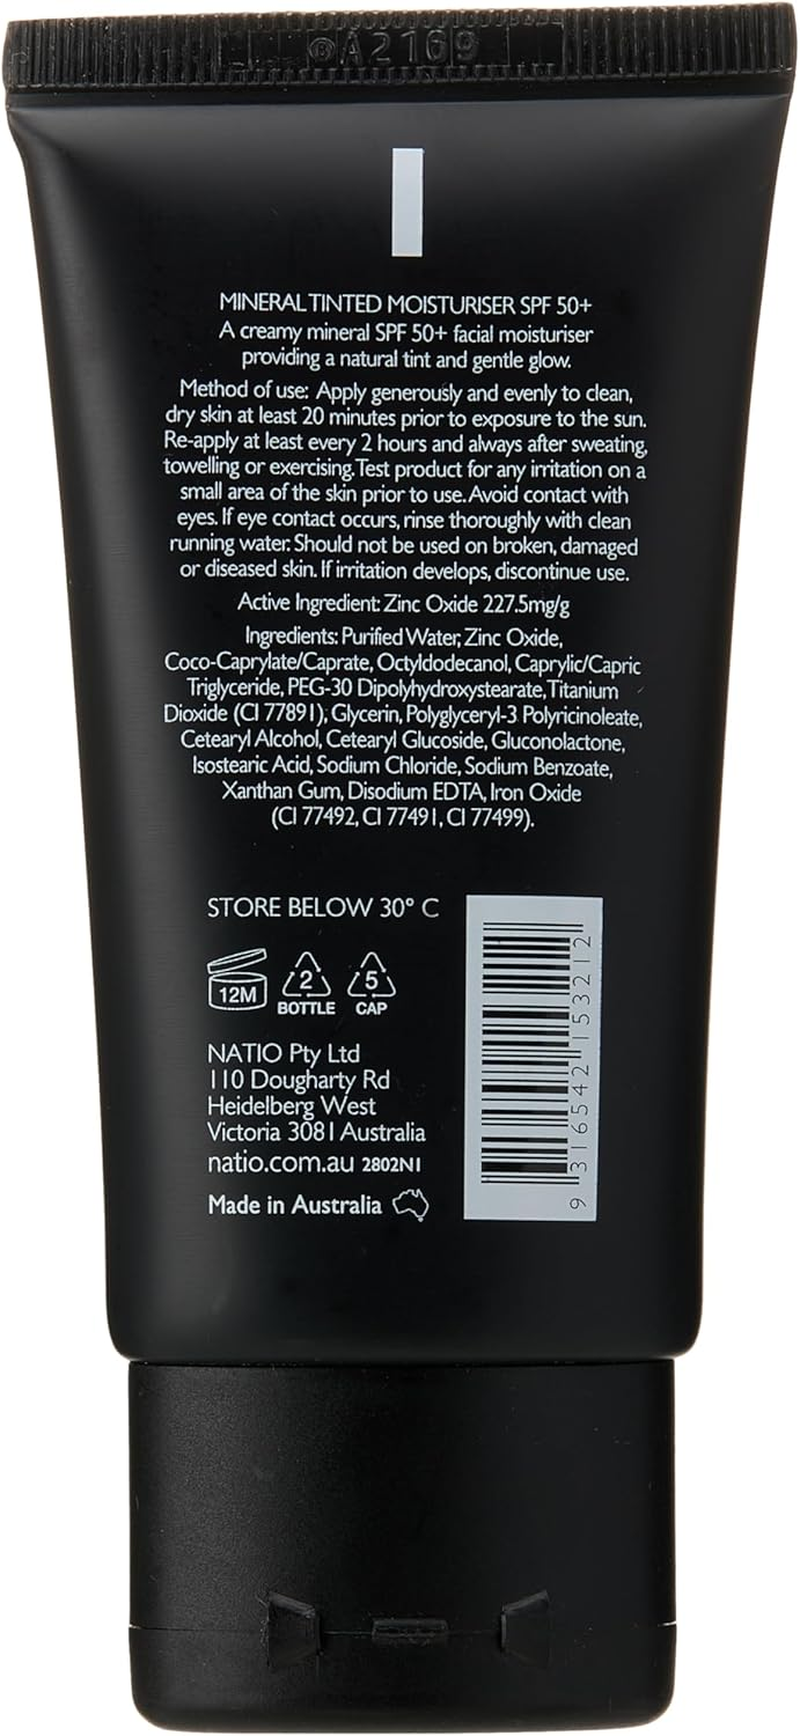 ®A2169
MINERAL TINTED MOISTURISER SPF 50+
A creamy mineral SPF 50+ facial moisturiser
providing a natural tint and gentle glow.
Method of use: Apply generously and evenly to clean,
dry skin at least 20 minutes prior to exposure to the sun.
Re-apply at least every 2 hours and always after sweating,
towelling or exercising. Test product for any irritation on a
small area of the skin prior to use. Avoid contact with
eyes. If eye contact occurs, rinse thoroughly with clean
running water. Should not be used on broken, damaged
or diseased skin. If irritation develops, discontinue use.
Active Ingredient: Zinc Oxide 227.5mg/g
Ingredients: Purified Water, Zinc Oxide,
Coco-Caprylate/Caprate, Octyldodecanol, Caprylic/Capric
Triglyceride, PEG-30 Dipolyhydroxystearate, Titanium
Dioxide (CI 77891), Glycerin, Polyglyceryl-3 Polyricinoleate,
Cetearyl Alcohol, Cetearyl Glucoside, Gluconolactone,
Isostearic Acid, Sodium Chloride, Sodium Benzoate,
Xanthan Gum, Disodium EDTA, Iron Oxide
(CI 77492, CI 77491, CI 77499).
STORE BELOW 30° C
12M
2
BOTTLE
5
CAP
NATIO Pty Ltd
110 Dougharty Rd
Heidelberg West
Victoria 3081 Australia
natio.com.au 2802N1
Made in Australia
9 316542 153212